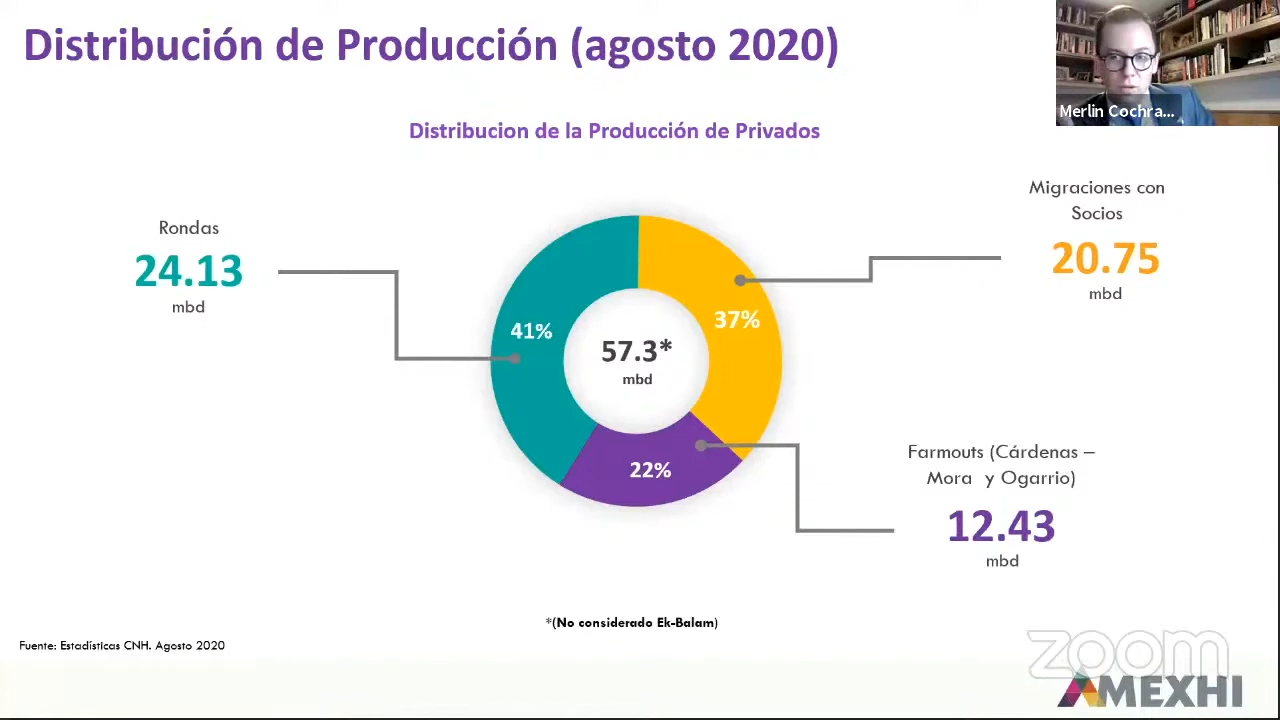 Distribución de Producción (agosto 2020)
Merlin Cochra...
Distribucion de la Producción de Privados
Rondas
24.13
mbd
41%
57.3*
mbd
37%
22%
Migraciones con
Socios
20.75
mbd
Farmouts (Cárdenas –
Mora y Ogarrio)
12.43
mbd
*(No considerado Ek-Balam)
Fuente: Estadísticas CNH. Agosto 2020
zoom
AMEXHI